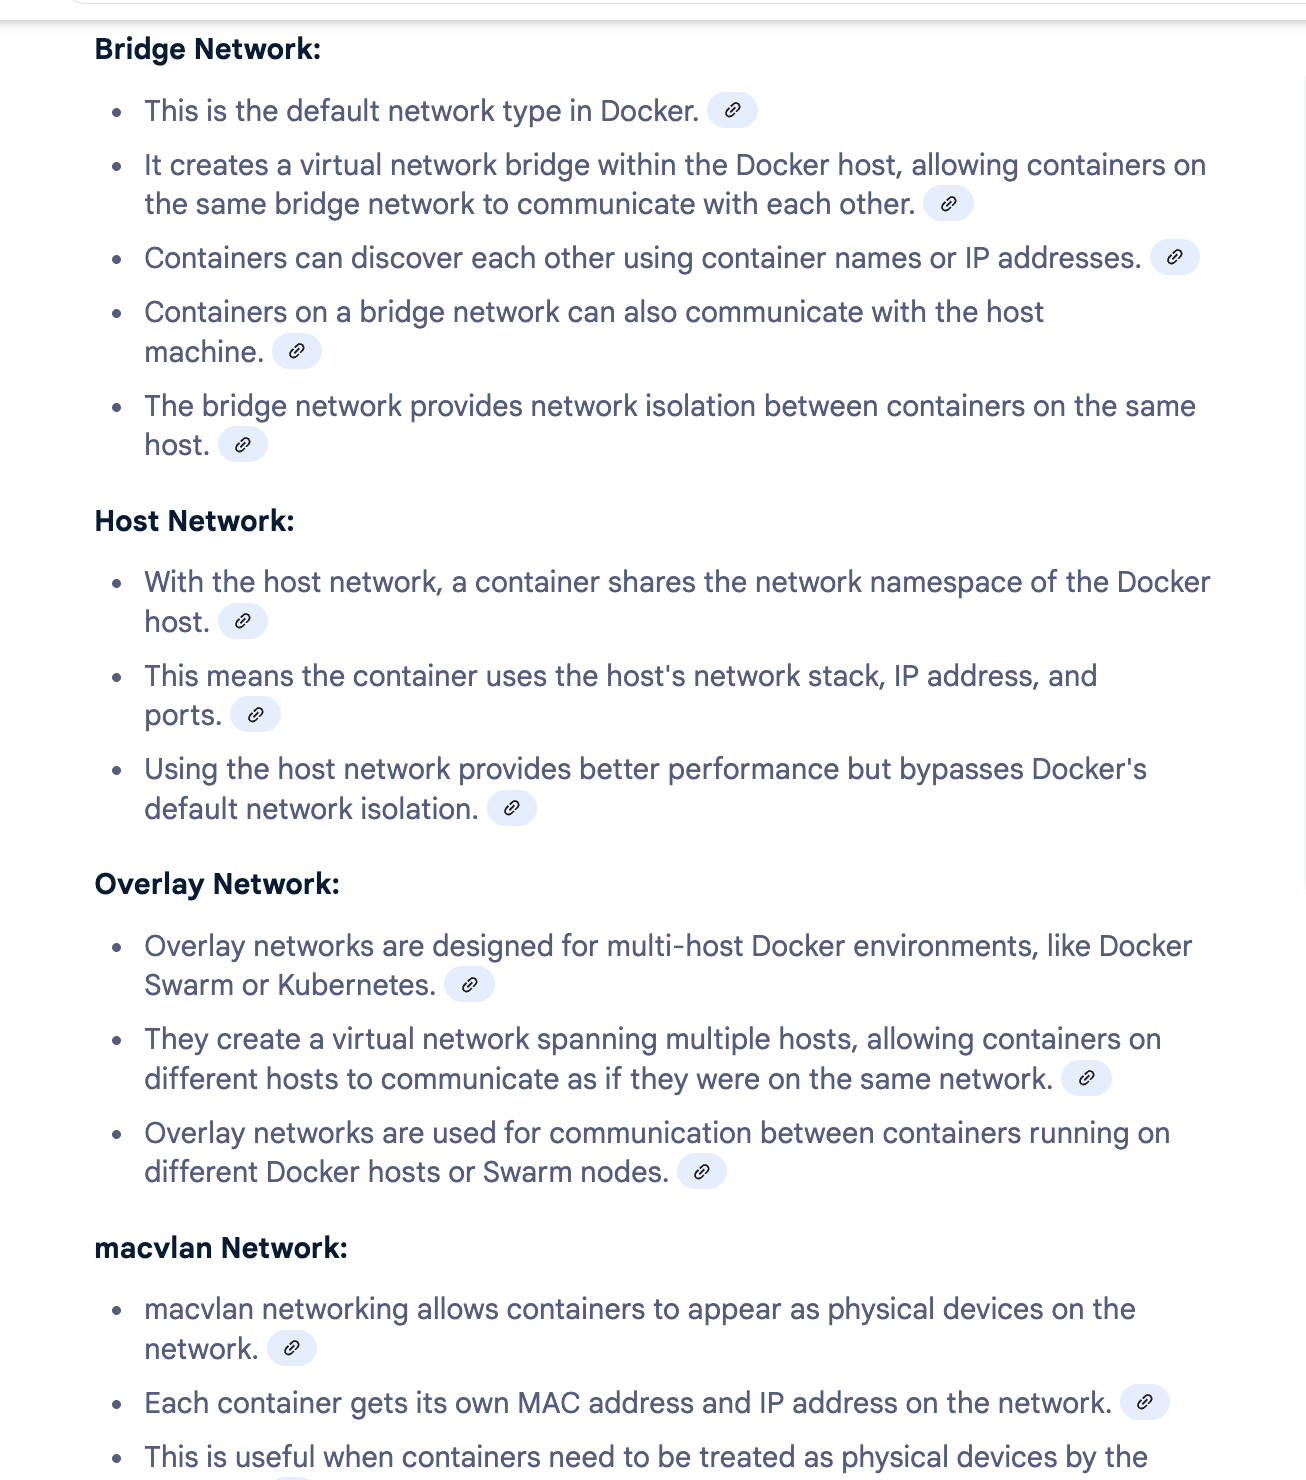 Bridge Network:
• This is the default network type in Docker.
• It creates a virtual network bridge within the Docker host, allowing containers on
the same bridge network to communicate with each other.
• Containers can discover each other using container names or IP addresses.
• Containers on a bridge network can also communicate with the host
machine.
• The bridge network provides network isolation between containers on the same
host.
Host Network:
• With the host network, a container shares the network namespace of the Docker
host.
• This means the container uses the host's network stack, IP address, and
ports.
• Using the host network provides better performance but bypasses Docker's
default network isolation.
Overlay Network:
• Overlay networks are designed for multi-host Docker environments, like Docker
Swarm or Kubernetes.
• They create a virtual network spanning multiple hosts, allowing containers on
different hosts to communicate as if they were on the same network.
• Overlay networks are used for communication between containers running on
different Docker hosts or Swarm nodes.
macvlan Network:
• macvlan networking allows containers to appear as physical devices on the
network.
• Each container gets its own MAC address and IP address on the network.
• This is useful when containers need to be treated as physical devices by the